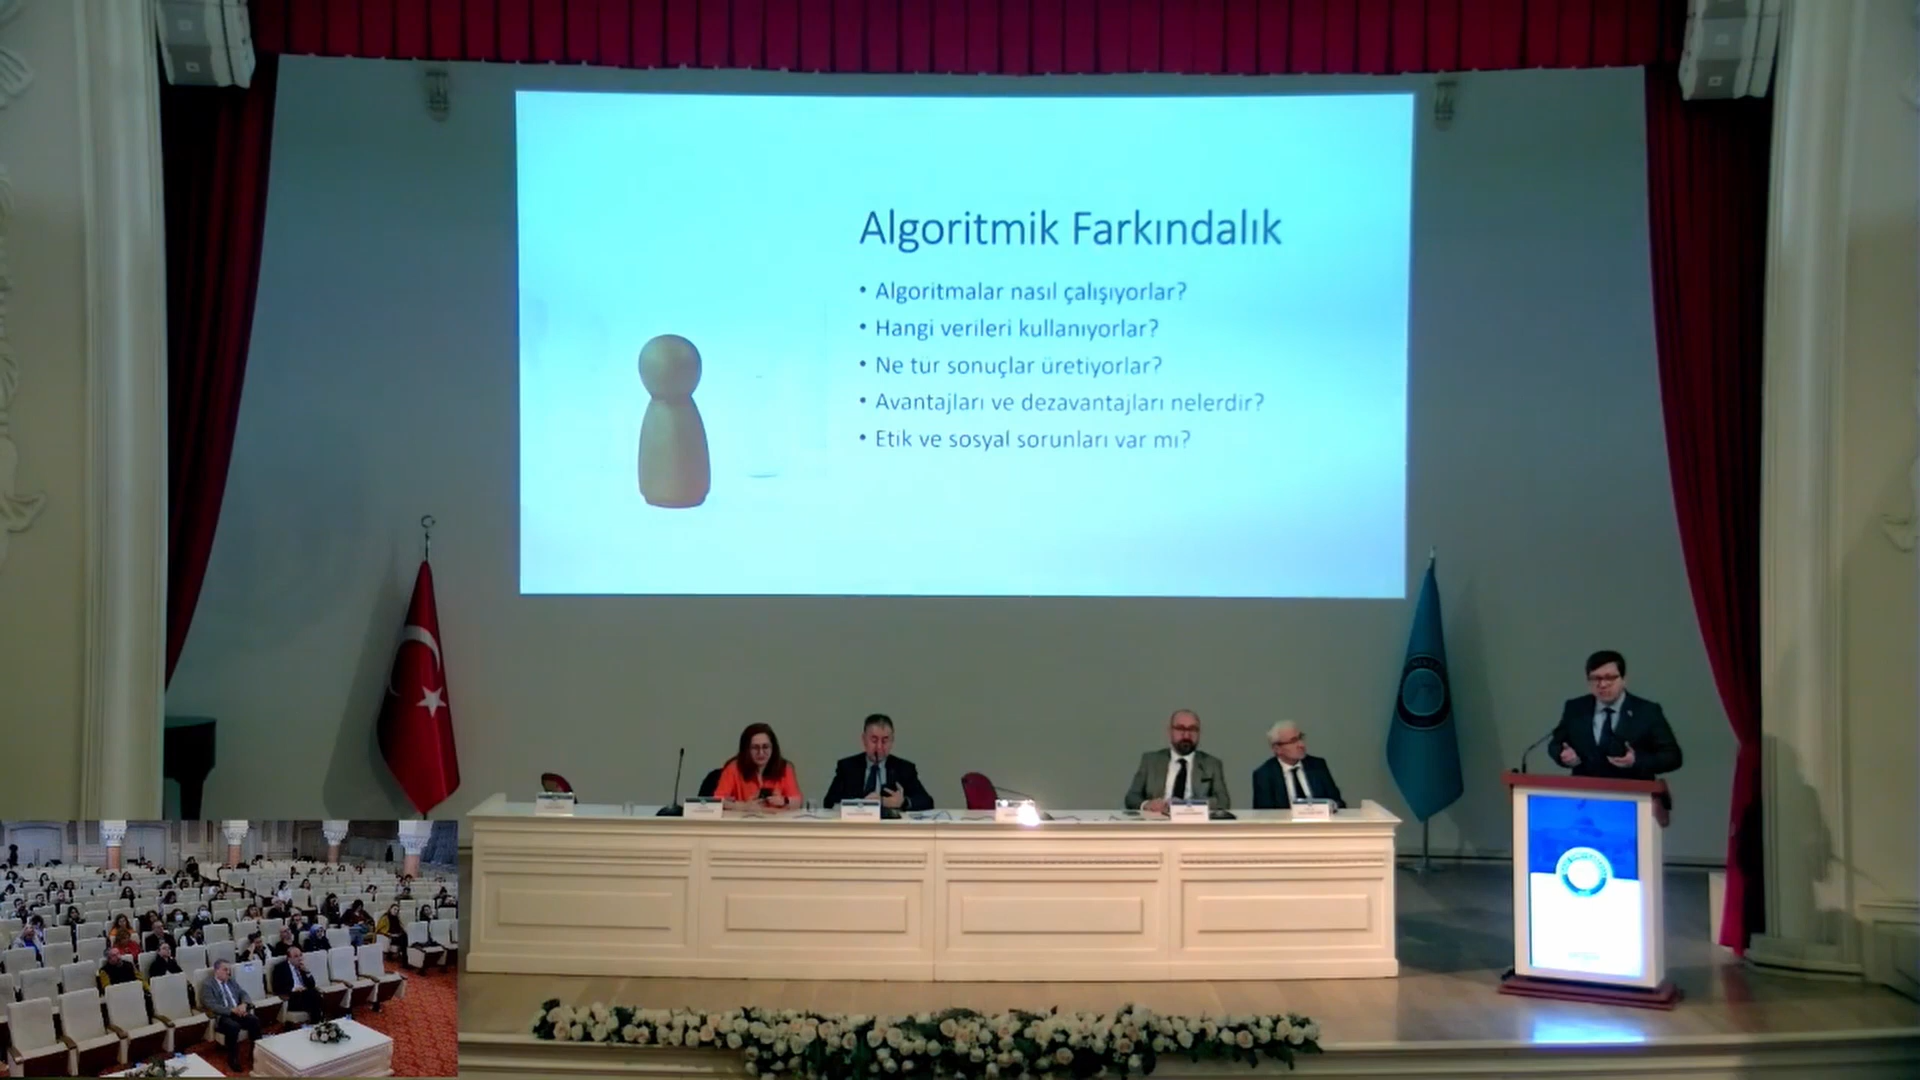 Algoritmik Farkındalık
• Algoritmalar nasıl çalışıyorlar?
• Hangi verileri kullanıyorlar?
• Ne tür sonuçlar üretiyorlar?
• Avantajları ve dezavantajları nelerdir?
• Etik ve sosyal sorunları var mı?